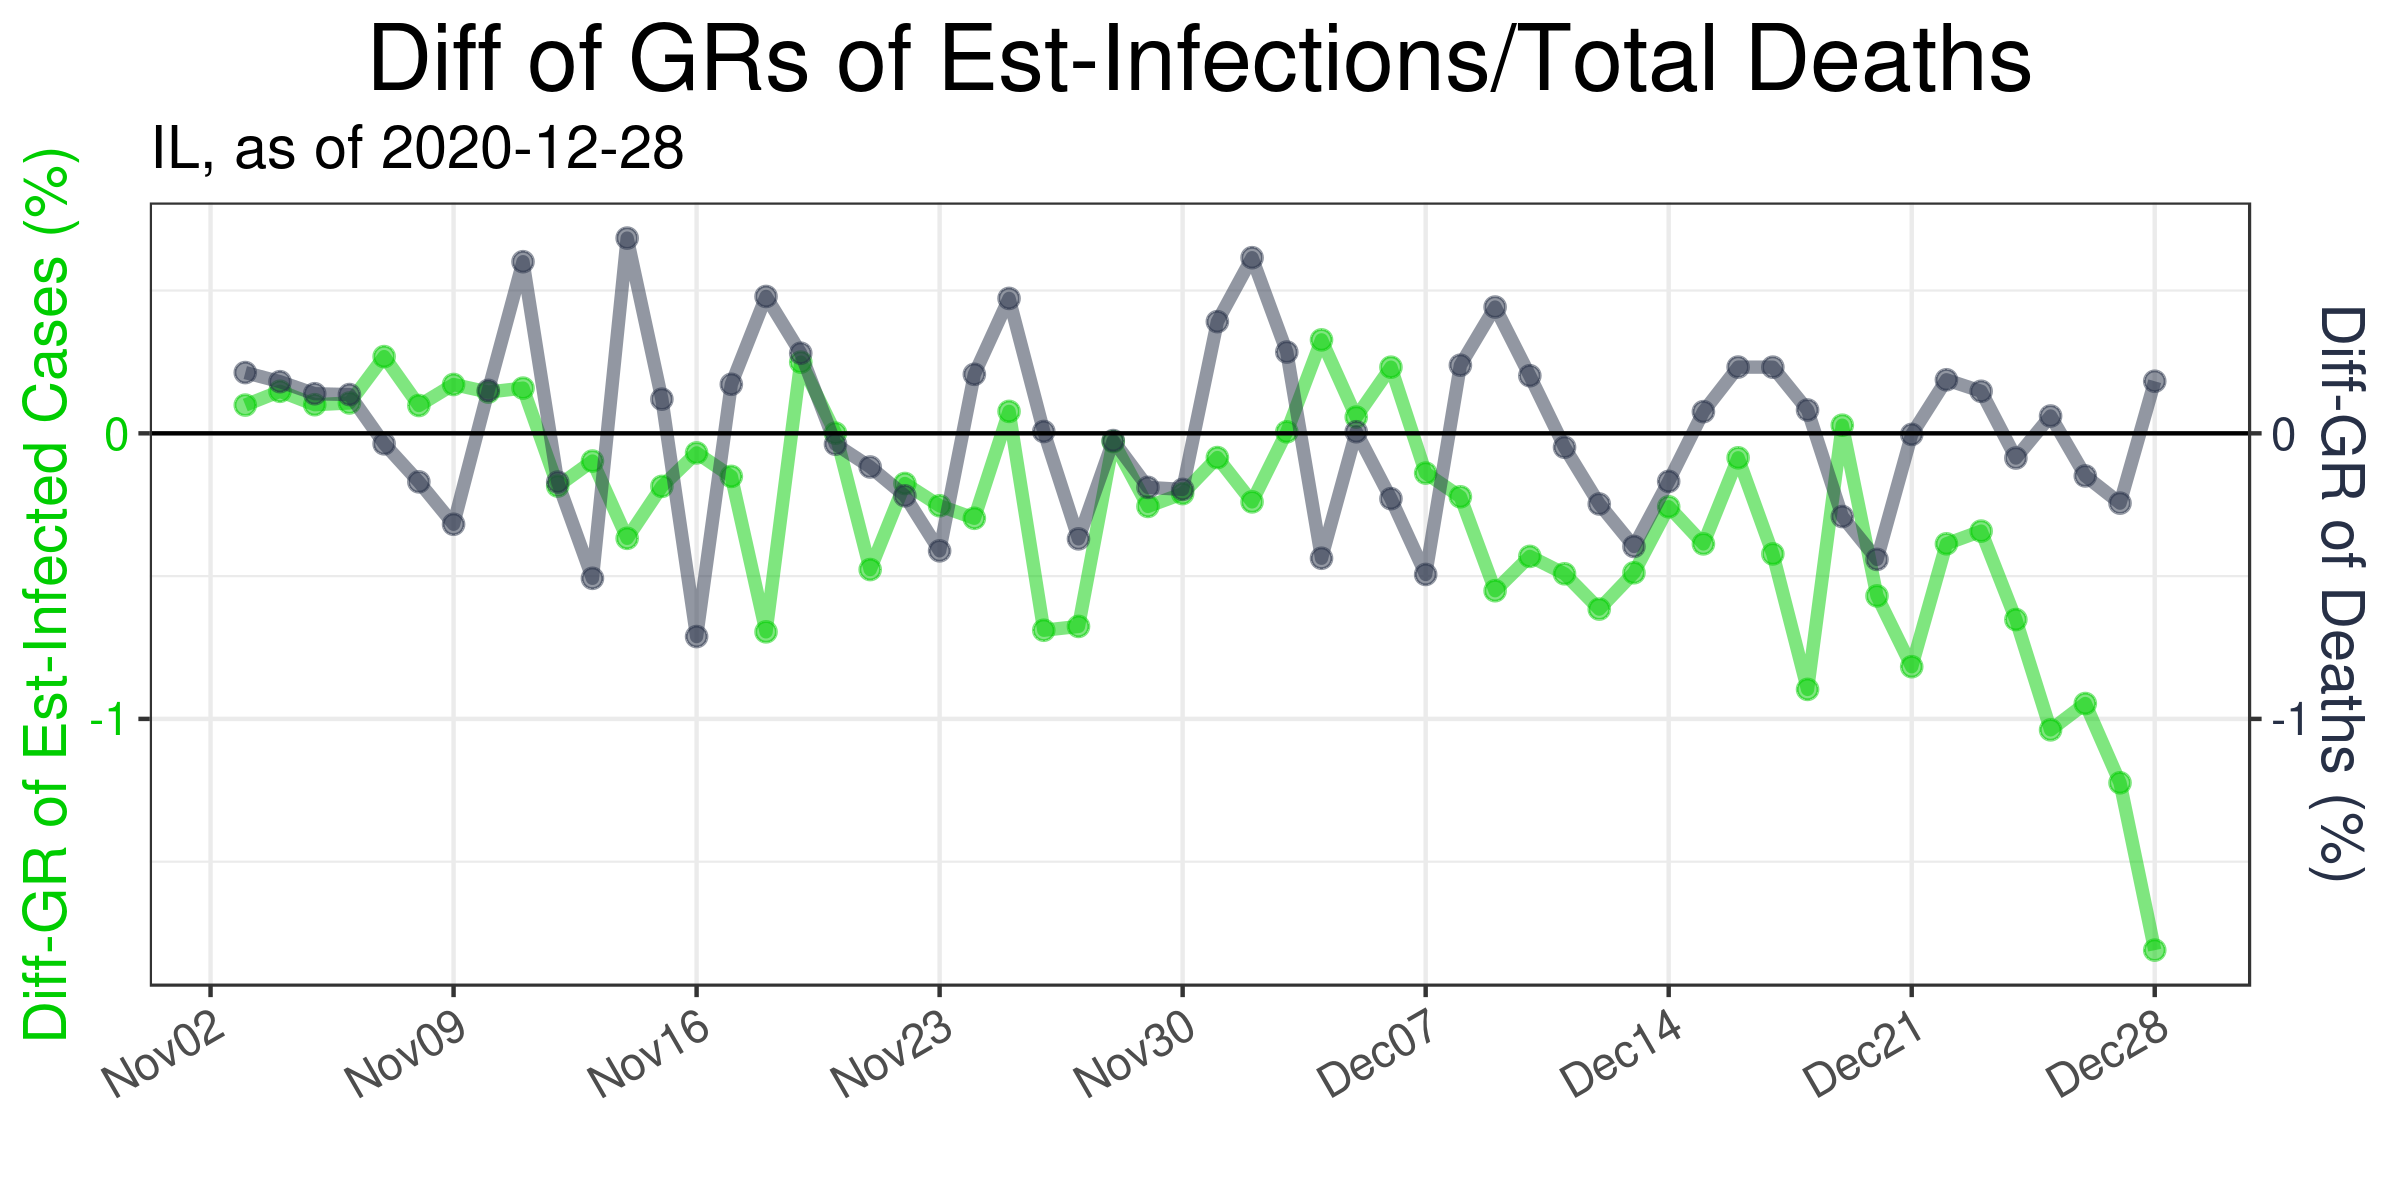 Diff of GRs of Est-Infections/Total Deaths
IL, as of 2020-12-28
Diff-GR of Est-Infected Cases (%)
0
-1
0
-1
Diff-GR of Deaths (%)
Nov02
Nov09
Nov16
Nov23
Nov30
Dec07
Dec14
Dec21
Dec28